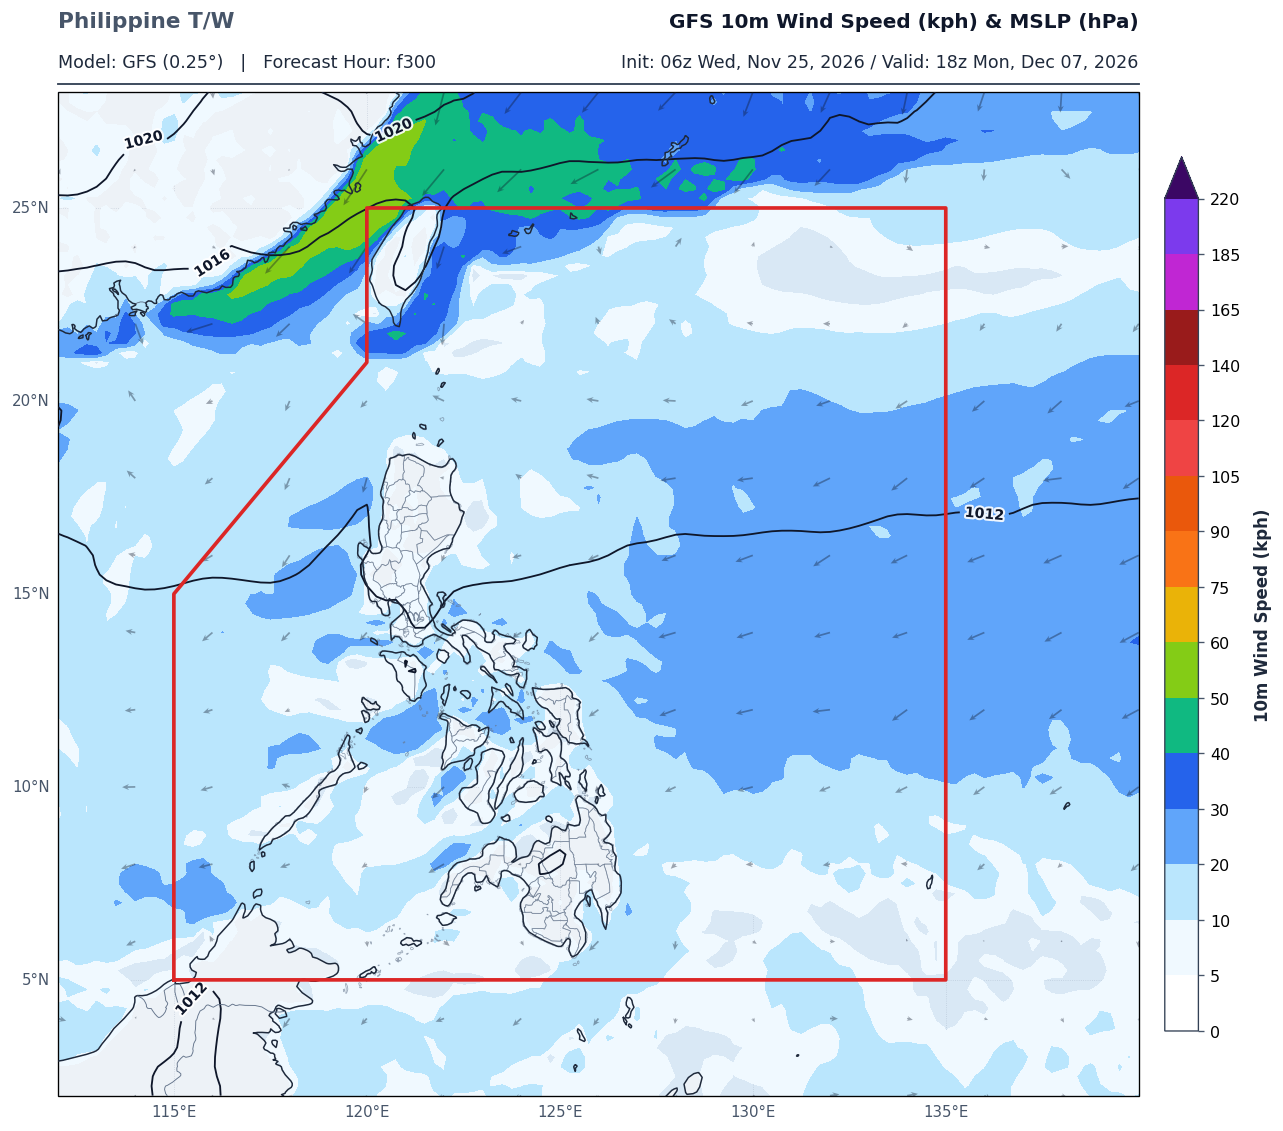 Philippine T/W
GFS 10m Wind Speed (kph) & MSLP (hPa)
Model: GFS (0.25°) | Forecast Hour: f300
Init: 06z Wed, Nov 25, 2026 / Valid: 18z Mon, Dec 07, 2026
1020
1020
1016
1012
1012
25°N
20°N
15°N
10°N
5°N
115°E
120°E
125°E
130°E
135°E
220
185
165
140
120
105
90
75
60
50
40
30
20
10
5
0
10m Wind Speed (kph)